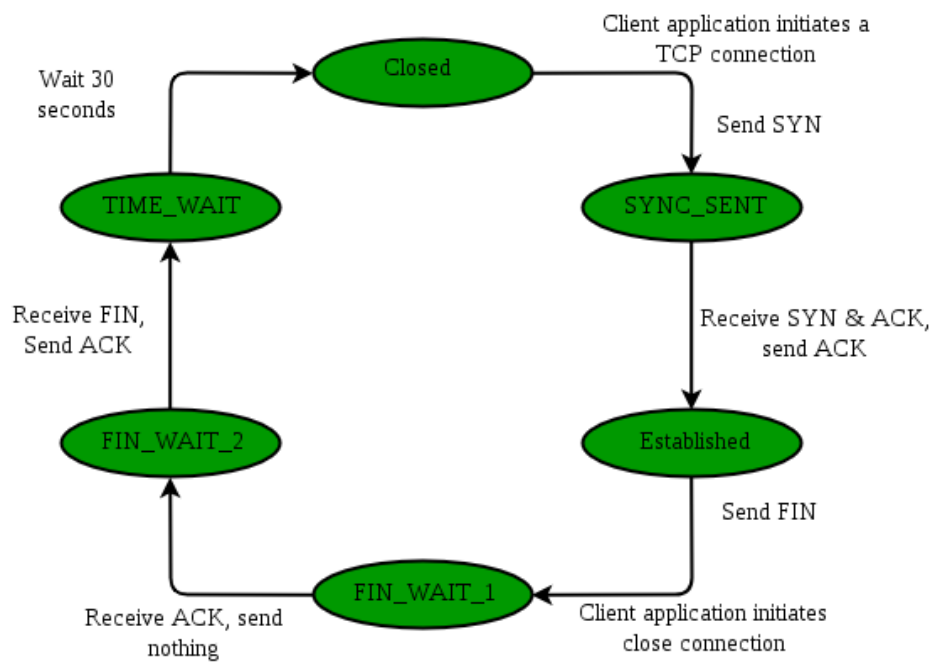 Client application initiates a
TCP connection
Closed
Wait 30
seconds
Send SYN
TIME_WAIT
SYNC_SENT
Receive FIN,
Send ACK
Receive SYN & ACK,
send ACK
FIN_WAIT_2
Established
Send FIN
FIN_WAIT_1
Receive ACK, send
nothing
Client application initiates
close connection